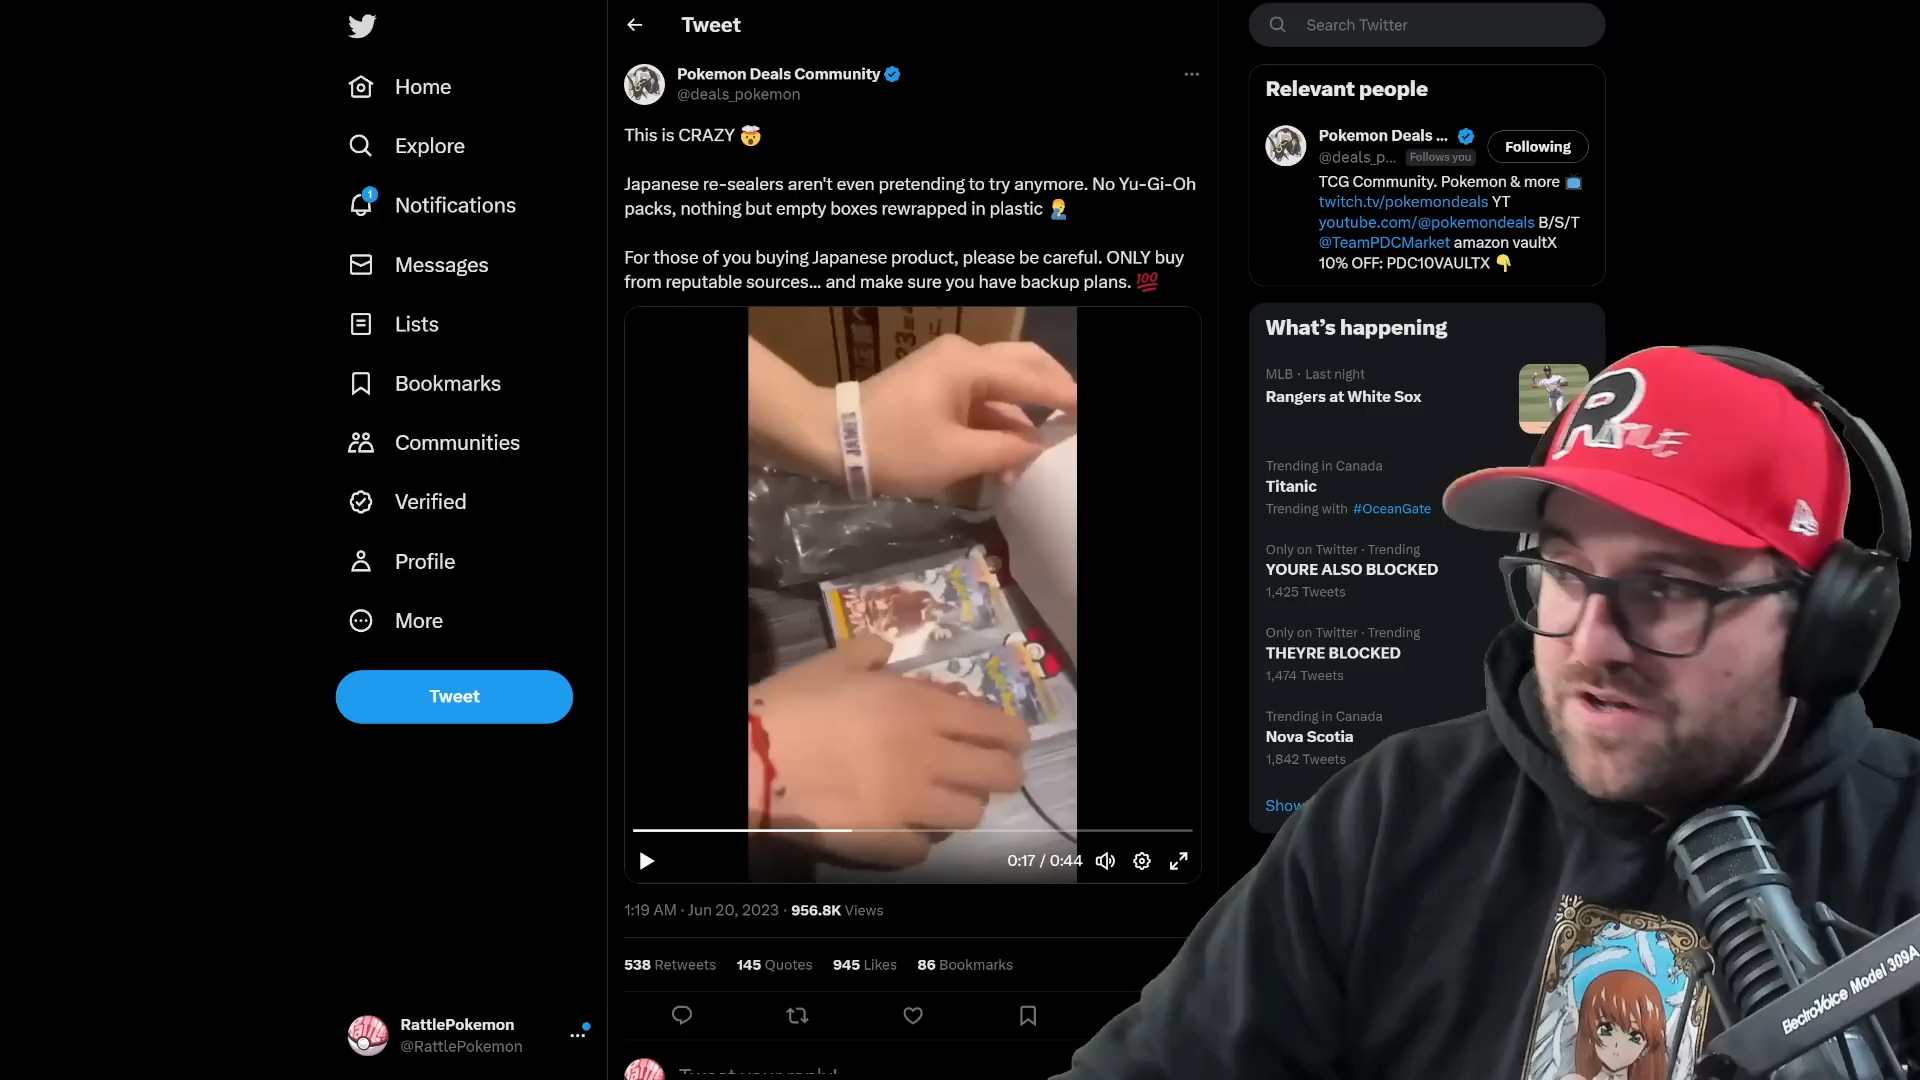 Home
Explore
1
Notifications
Messages
Lists
Bookmarks
Communities
Verified
Profile
More
Tweet
RattlePokemon
@RattlePokemon
Tweet
Pokemon Deals Community
@deals_pokemon
This is CRAZY 🤯
Japanese re-sealers aren't even pretending to try anymore. No Yu-Gi-Oh
packs, nothing but empty boxes rewrapped in plastic 🤦‍♂️
For those of you buying Japanese product, please be careful. ONLY buy
from reputable sources... and make sure you have backup plans. 💯
JAMES
0:17 / 0:44
1:19 AM · Jun 20, 2023 · 956.8K Views
538 Retweets 145 Quotes 945 Likes 86 Bookmarks
Tweet your reply!
Search Twitter
Relevant people
Pokemon Deals ...
Following
@deals_p... Follows you
TCG Community. Pokemon & more 📺
twitch.tv/pokemondeals YT
youtube.com/@pokemondeals B/S/T
@TeamPDCMarket amazon vaultX
10% OFF: PDC10VAULTX 👇
What's happening
MLB · Last night
Rangers at White Sox
Trending in Canada
Titanic
Trending with #OceanGate
Only on Twitter · Trending
YOURE ALSO BLOCKED
1,425 Tweets
Only on Twitter · Trending
THEYRE BLOCKED
1,474 Tweets
Trending in Canada
Nova Scotia
1,842 Tweets
Show
RATTLE
ElectroVoice Model 309A